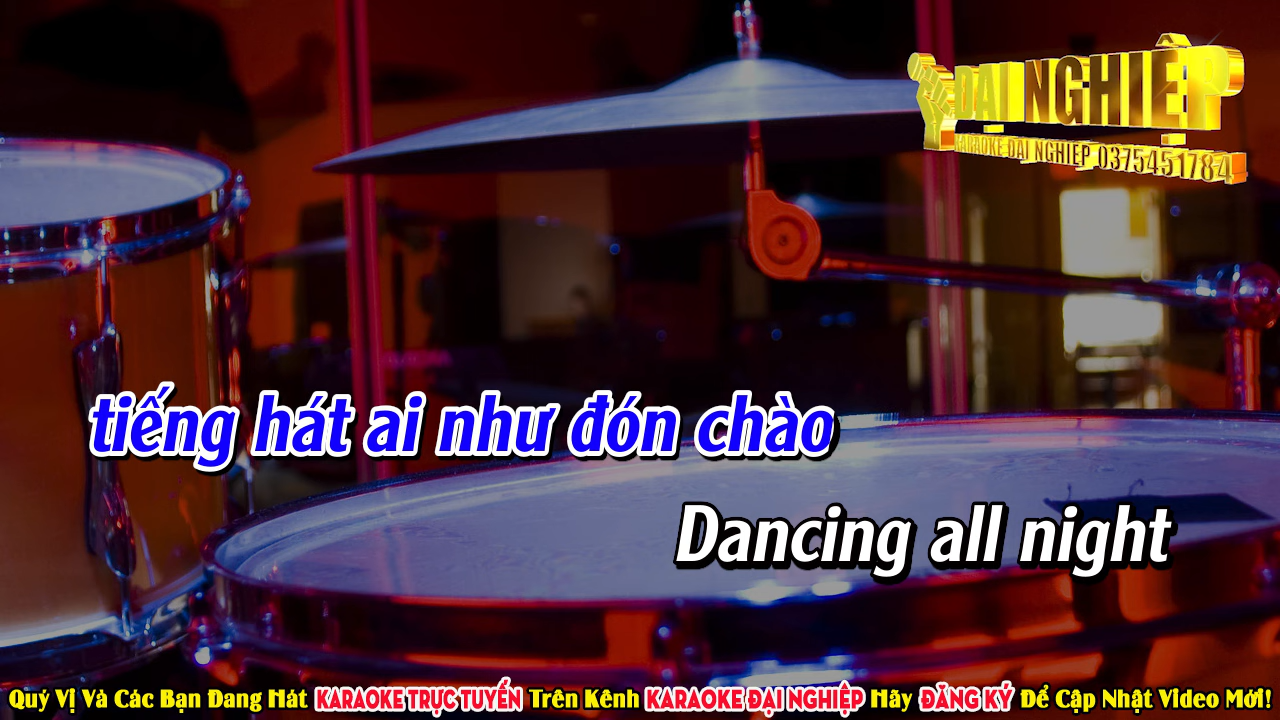 ĐẠI NGHIỆP
KARAOKE ĐẠI NGHIỆP 0375451784
tiếng hát ai như đón chào
Dancing all night
Quý Vị Và Các Bạn Đang Hát KARAOKE TRỰC TUYẾN Trên Kênh KARAOKE ĐẠI NGHIỆP Hãy ĐĂNG KÝ Để Cập Nhật Video Mới!